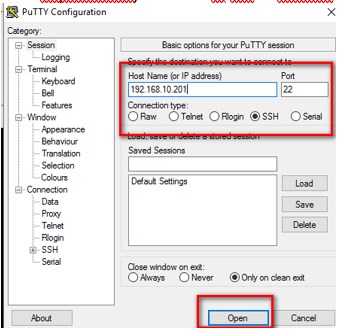 PuTTY Configuration
Category:
Session
Logging
Terminal
Keyboard
Bell
Features
Window
Appearance
Behaviour
Translation
Selection
Colours
Connection
Data
Proxy
Telnet
Rlogin
SSH
Serial
Basic options for your PuTTY session
Specify the destination you want to connect to
Host Name (or IP address) Port
192.168.10.201 22
Connection type:
Raw Telnet Rlogin SSH Serial
Load, save or delete a stored session
Saved Sessions
Default Settings
Load
Save
Delete
Close window on exit:
Always Never Only on clean exit
About Open Cancel